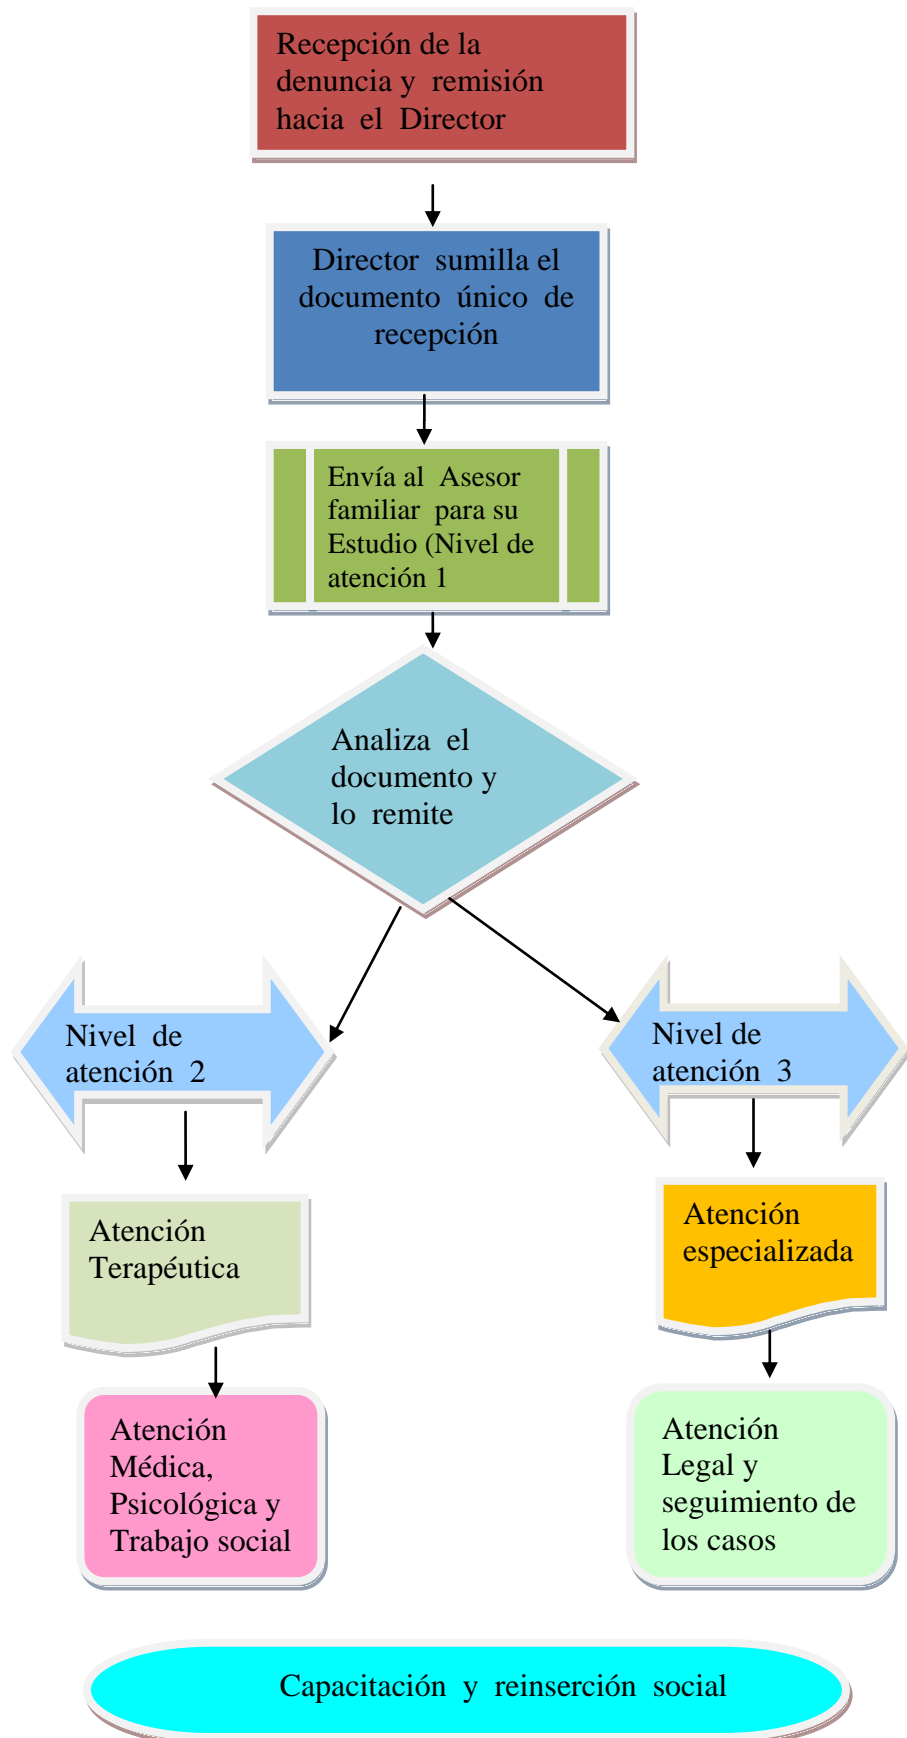 Recepción de la
denuncia y remisión
hacia el Director
Director sumilla el
documento único de
recepción
Envía al Asesor
familiar para su
Estudio (Nivel de
atención 1
Analiza el
documento y
lo remite
Nivel de
atención 2
Nivel de
atención 3
Atención
Terapéutica
Atención
especializada
Atención
Médica,
Psicológica y
Trabajo social
Atención
Legal y
seguimiento de
los casos
Capacitación y reinserción social